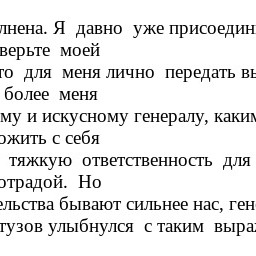 лнена. Я давно уже присоедин
верьте моей
то для меня лично передать вы
более меня
му и искусному генералу, каким
ожить с себя
тяжкую ответственность для
отрадой. Но
ельства бывают сильнее нас, ген
тузов улыбнулся с таким выра